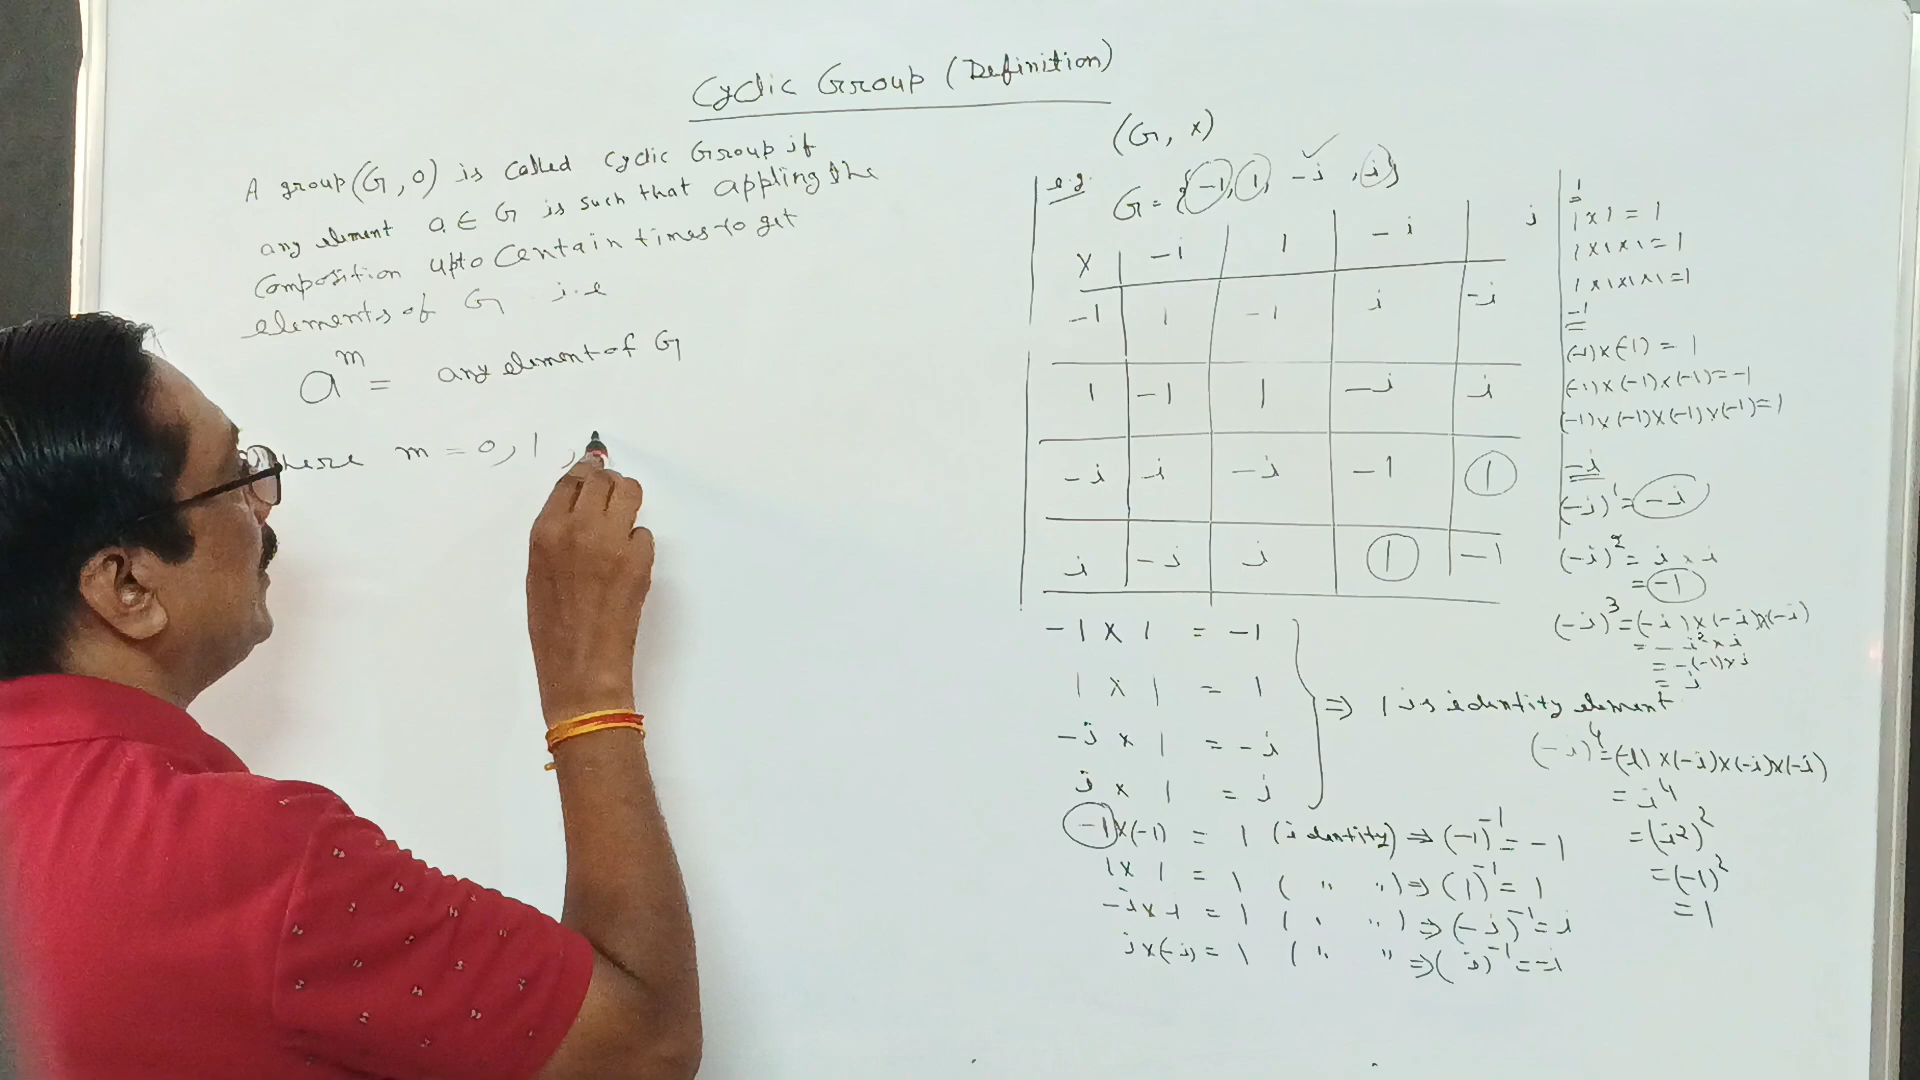 Cyclic Group (Definition)
A group (G, 0) is called cyclic Group if
any element a ∈ G is such that appling the
composition upto certain times to get
elements of G i.e
a^m = any element of G
where m = 0, 1,
(G, ×)
e.g. G = {-1, 1, -i, i}
× | -i | 1 | -i | i
-1 | 1 | -1 | i | -i
1 | -1 | 1 | -i | i
-i | i | -i | -1 | 1
i | -i | i | 1 | -1
-1 × 1 = -1
1 × 1 = 1
-i × 1 = -i
i × 1 = i
⇒ 1 is identity element
-1 × (-1) = 1 (identity) ⇒ (-1)^-1 = -1
1 × 1 = 1 ( " " ) ⇒ (1)^-1 = 1
-i × i = 1 ( " " ) ⇒ (-i)^-1 = i
i × (-i) = 1 ( " " ⇒ (i)^-1 = -i
1
1 × 1 = 1
1 × 1 × 1 = 1
1 × 1 × 1 × 1 = 1
-1
(-1) × (-1) = 1
(-1) × (-1) × (-1) = -1
(-1) × (-1) × (-1) × (-1) = 1
-i
(-i)^1 = -i
(-i)^2 = i × i
= -1
(-i)^3 = (-i) × (-i) × (-i)
= -i^2 × i
= -(-1) × i
= i
(-i)^4 = (-i) × (-i) × (-i) × (-i)
= i^4
= (i^2)^2
= (-1)^2
= 1